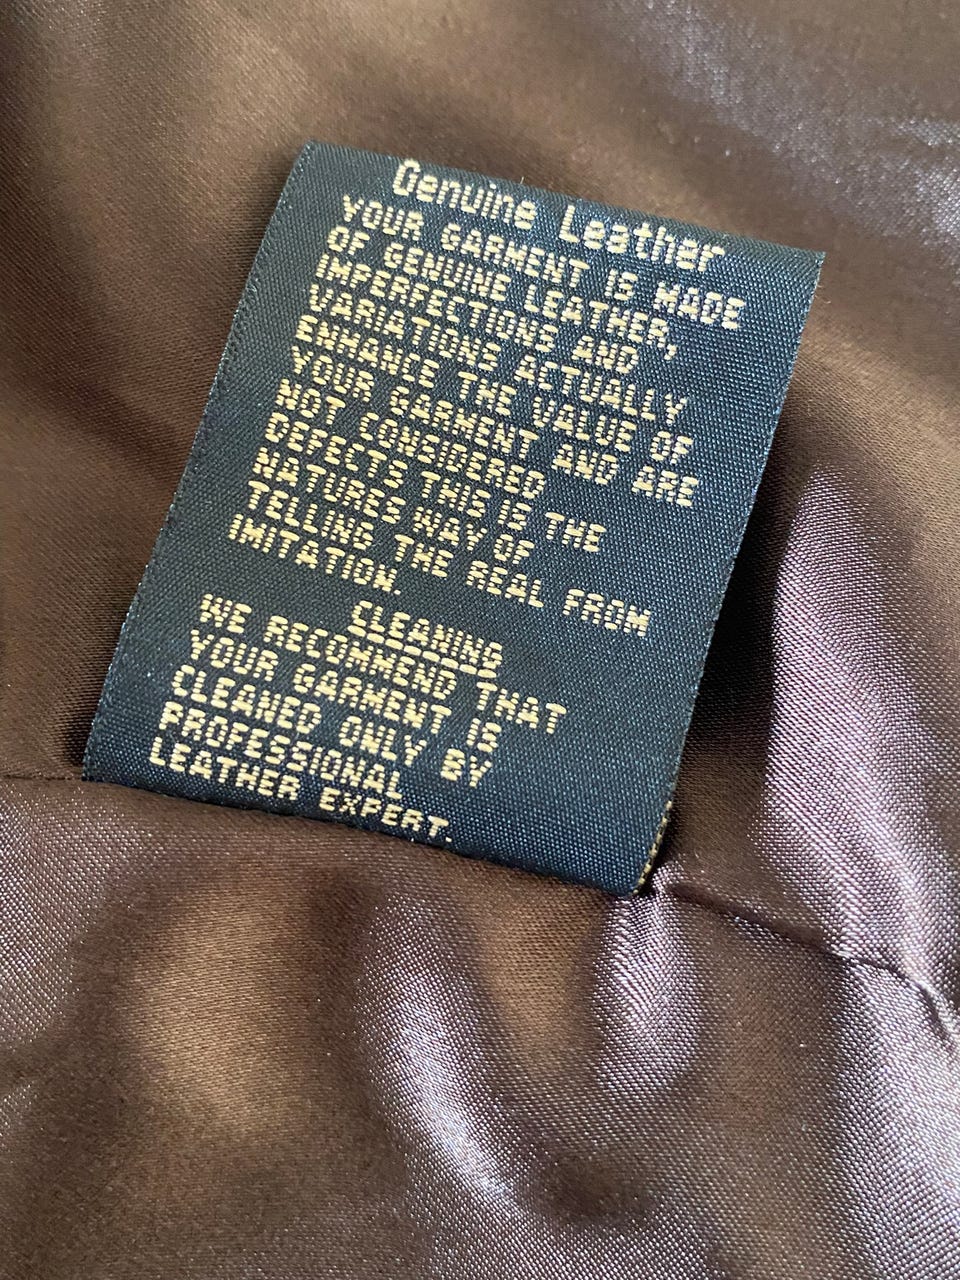 Genuine Leather
YOUR GARMENT IS MADE
OF GENUINE LEATHER,
IMPERFECTIONS AND
VARIATIONS ACTUALLY
ENHANCE THE VALUE OF
YOUR GARMENT AND ARE
NOT CONSIDERED
DEFECTS THIS IS THE
NATURES WAY OF
TELLING THE REAL FROM
IMITATION.
CLEANING
WE RECOMMEND THAT
YOUR GARMENT IS
CLEANED ONLY BY
PROFESSIONAL
LEATHER EXPERT.